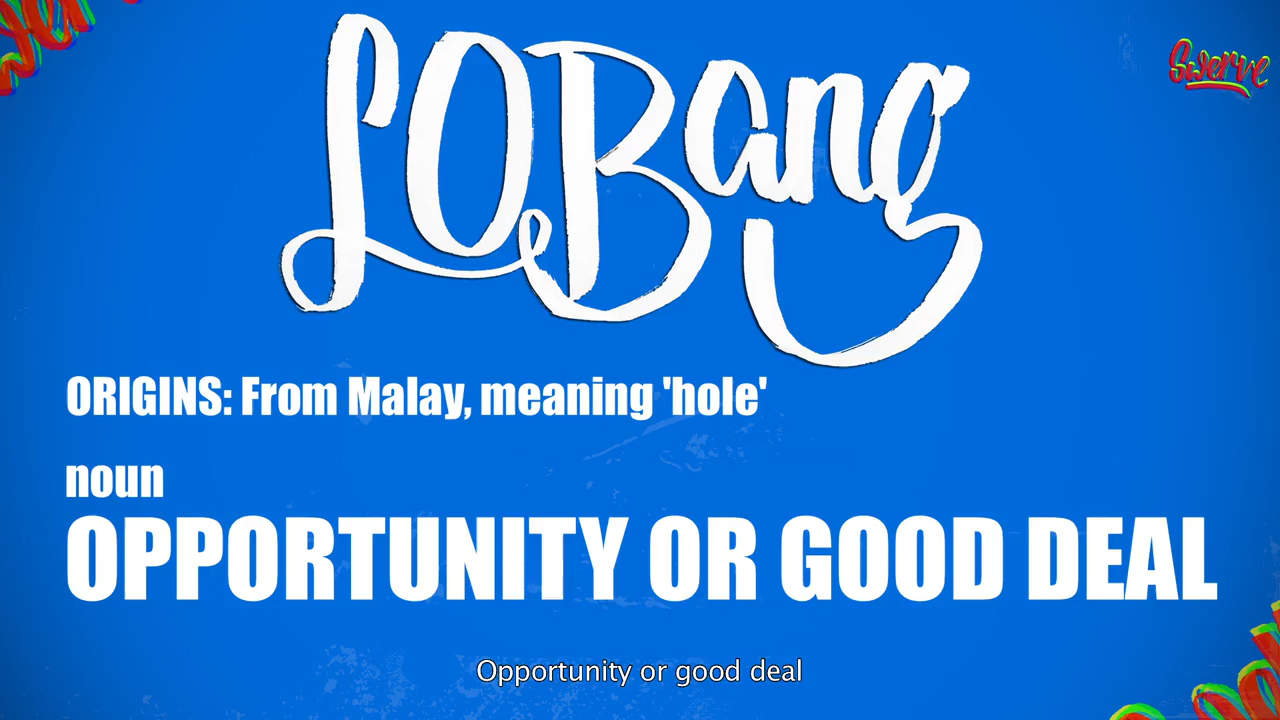 LOBang
Swerve
ORIGINS: From Malay, meaning 'hole'
noun
OPPORTUNITY OR GOOD DEAL
Opportunity or good deal